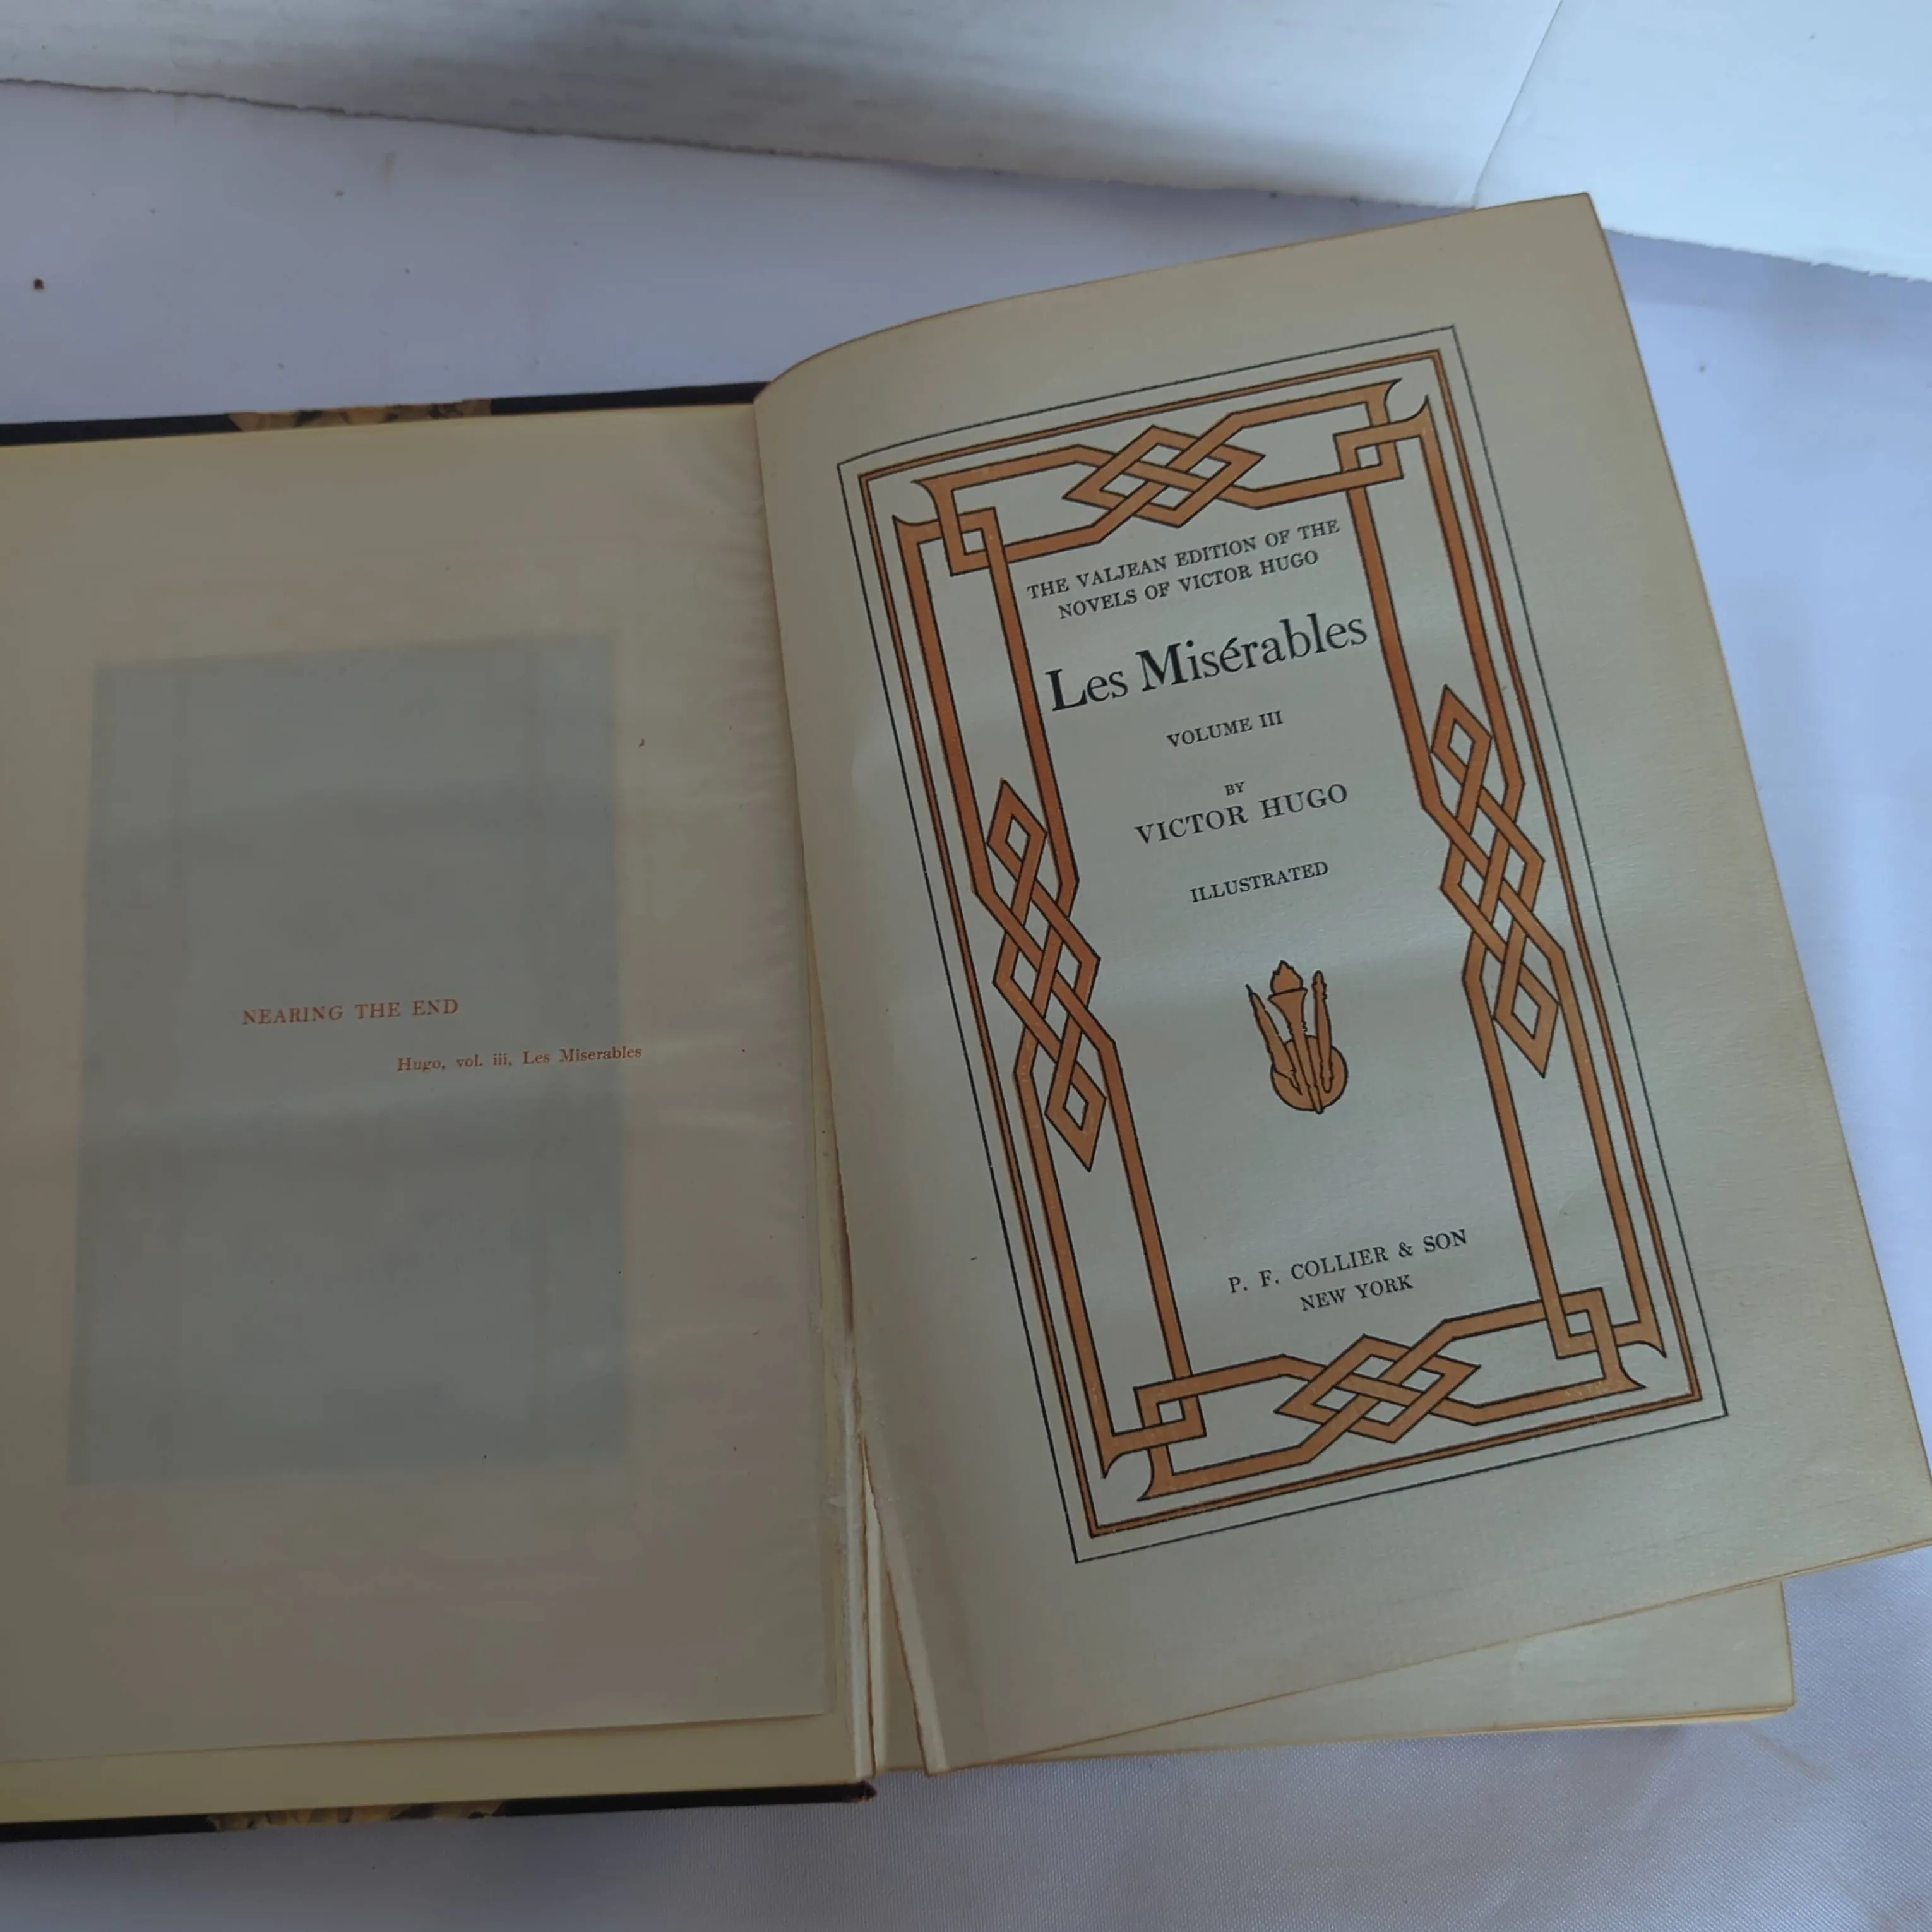 NEARING THE END
Hugo, vol. iii, Les Miserables
THE VALJEAN EDITION OF THE
NOVELS OF VICTOR HUGO
Les Misérables
VOLUME III
BY
VICTOR HUGO
ILLUSTRATED
P. F. COLLIER & SON
NEW YORK